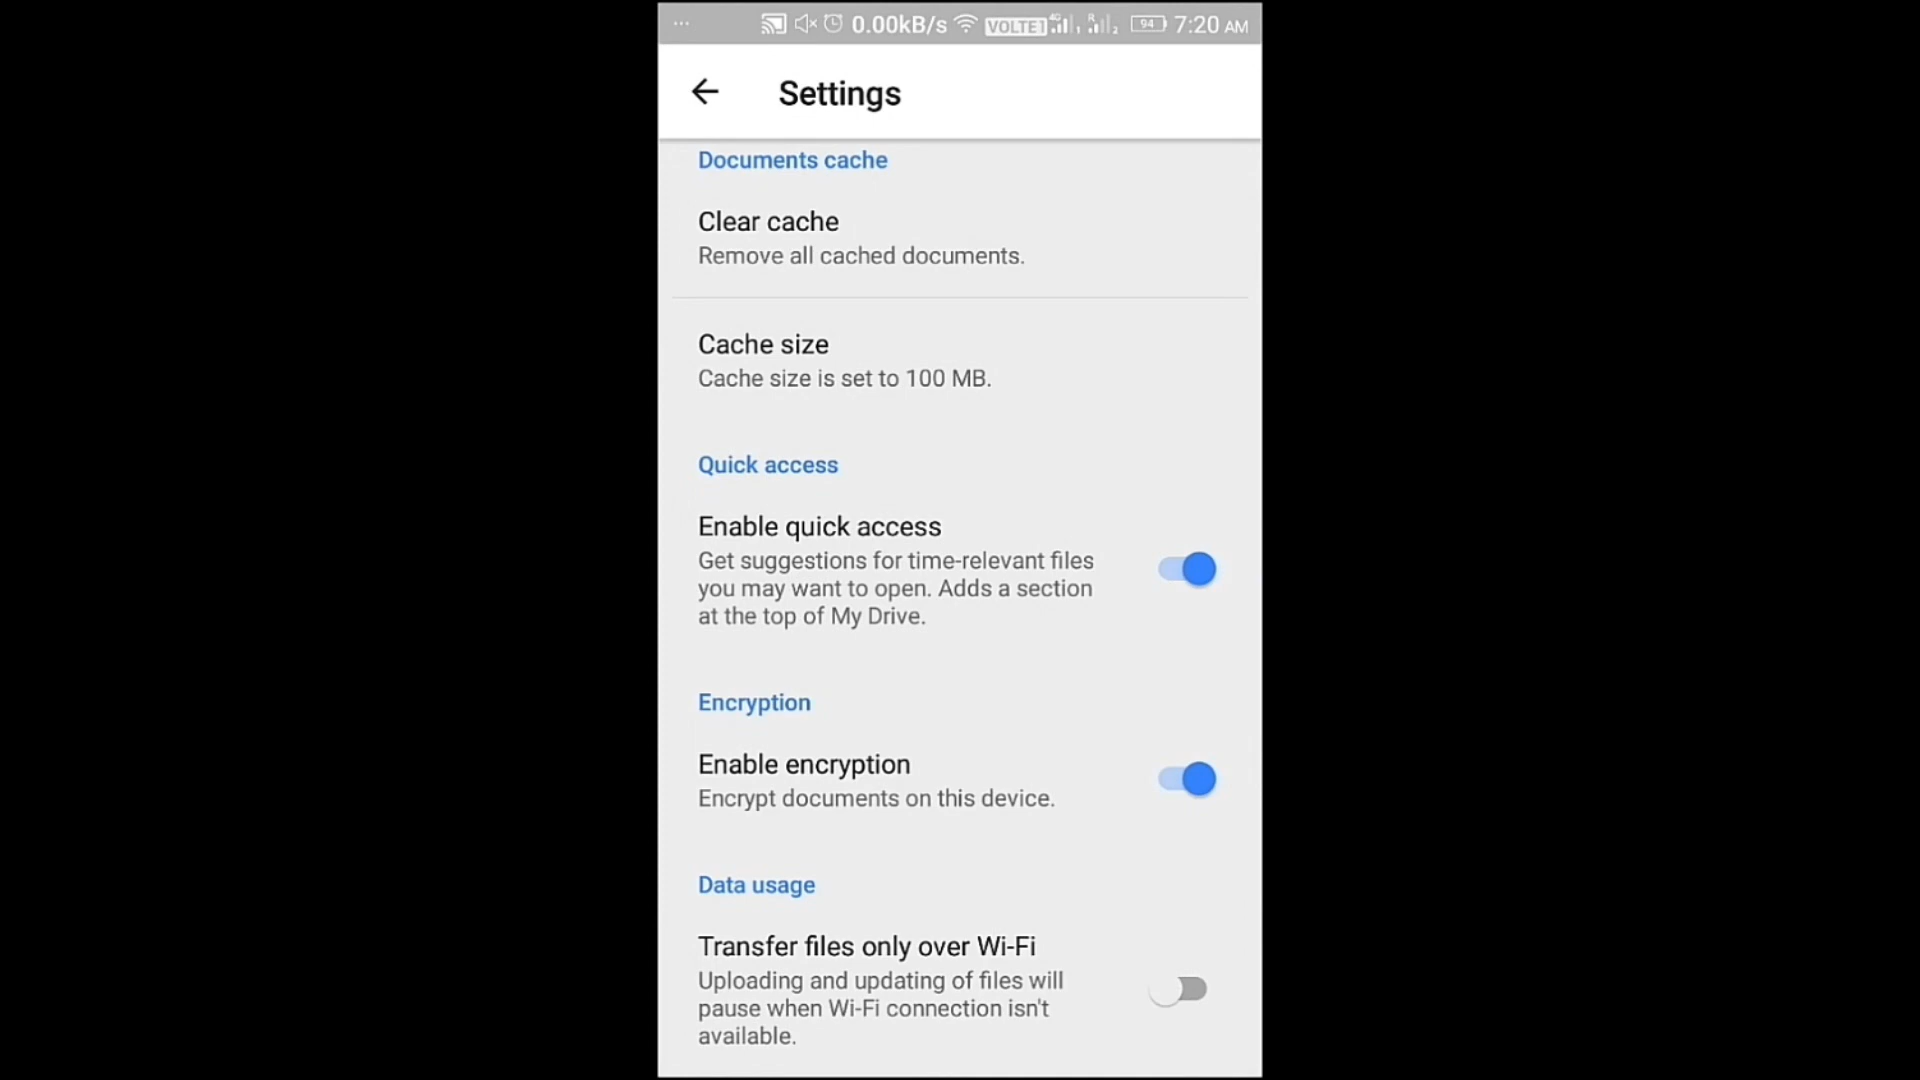 ... 0.00kB/s VOLTE1 4G 1 R 2 94 7:20 AM
Settings
Documents cache
Clear cache
Remove all cached documents.
Cache size
Cache size is set to 100 MB.
Quick access
Enable quick access
Get suggestions for time-relevant files
you may want to open. Adds a section
at the top of My Drive.
Encryption
Enable encryption
Encrypt documents on this device.
Data usage
Transfer files only over Wi-Fi
Uploading and updating of files will
pause when Wi-Fi connection isn't
available.